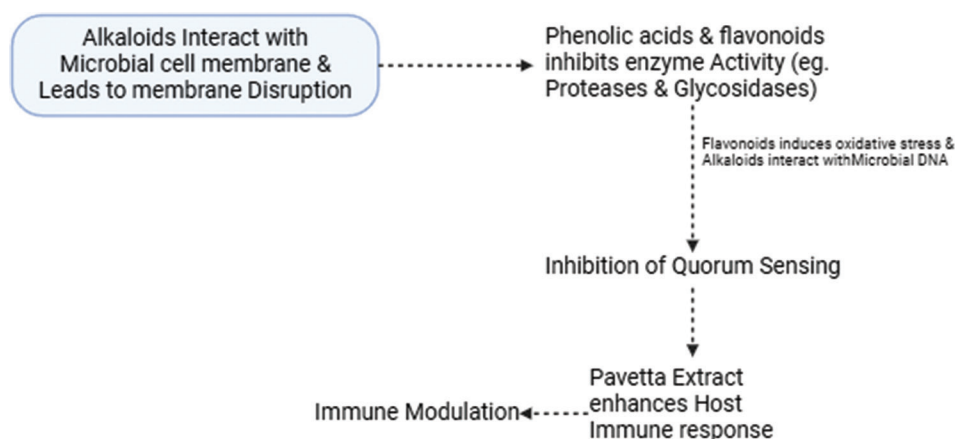 Alkaloids Interact with
Microbial cell membrane &
Leads to membrane Disruption
Phenolic acids & flavonoids
inhibits enzyme Activity (eg.
Proteases & Glycosidases)
Flavonoids induces oxidative stress &
Alkaloids interact withMicrobial DNA
Inhibition of Quorum Sensing
Pavetta Extract
enhances Host
Immune response
Immune Modulation